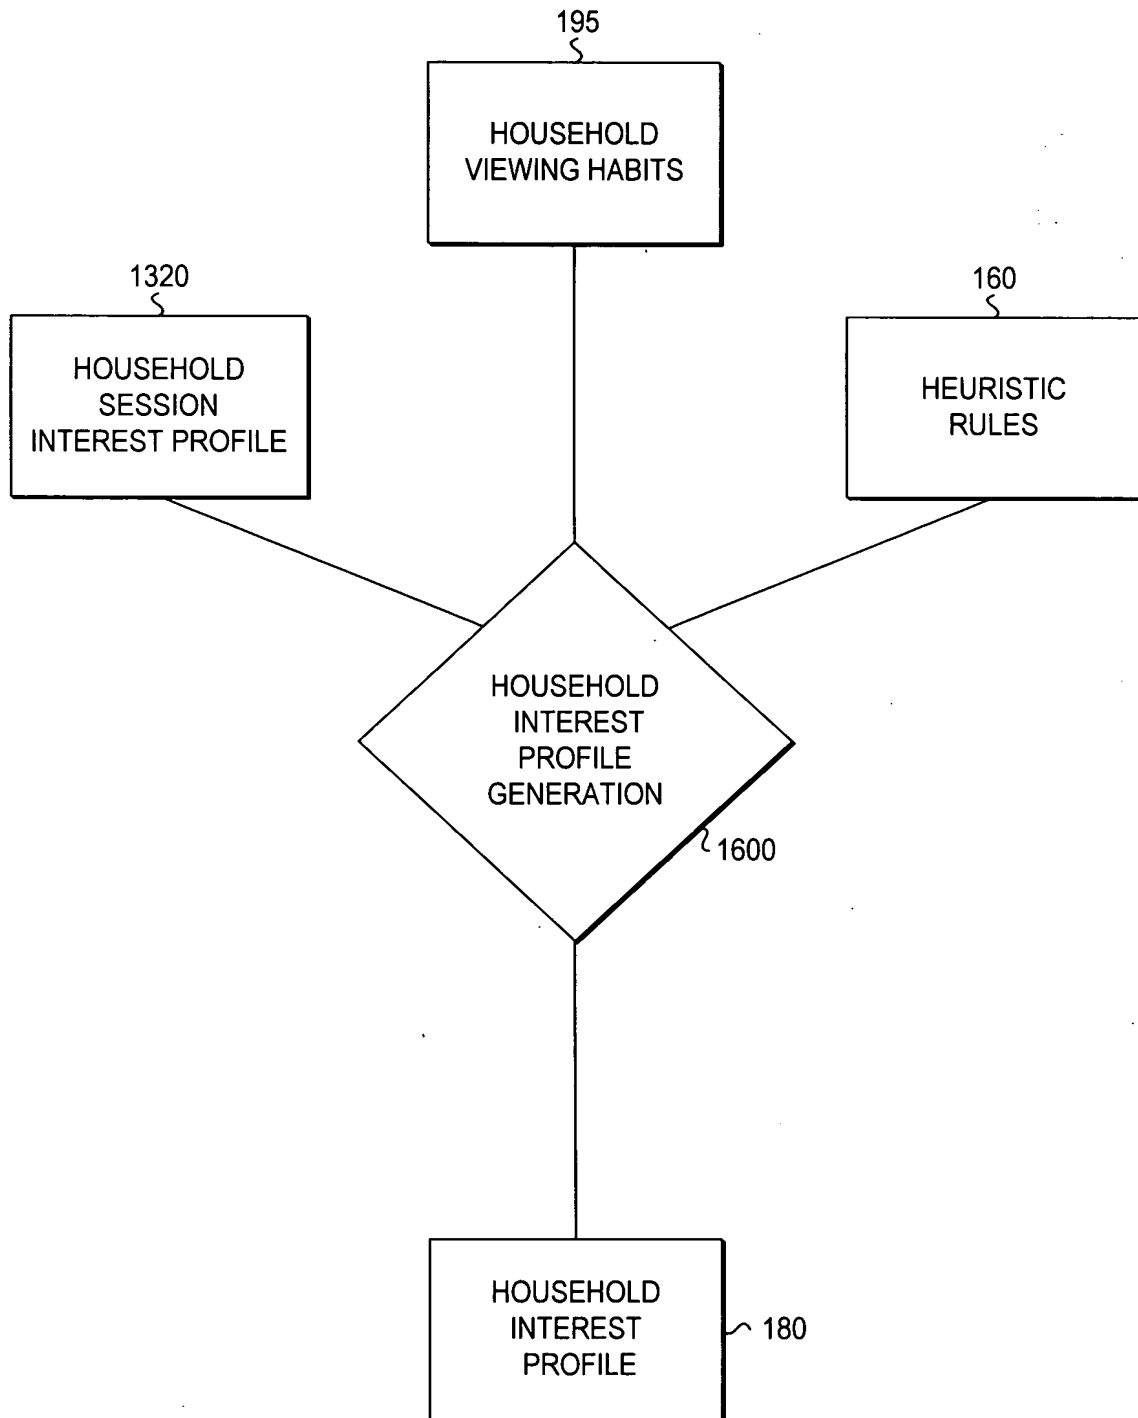 195
HOUSEHOLD
VIEWING HABITS
1320
HOUSEHOLD
SESSION
INTEREST PROFILE
160
HEURISTIC
RULES
HOUSEHOLD
INTEREST
PROFILE
GENERATION
1600
HOUSEHOLD
INTEREST
PROFILE
180